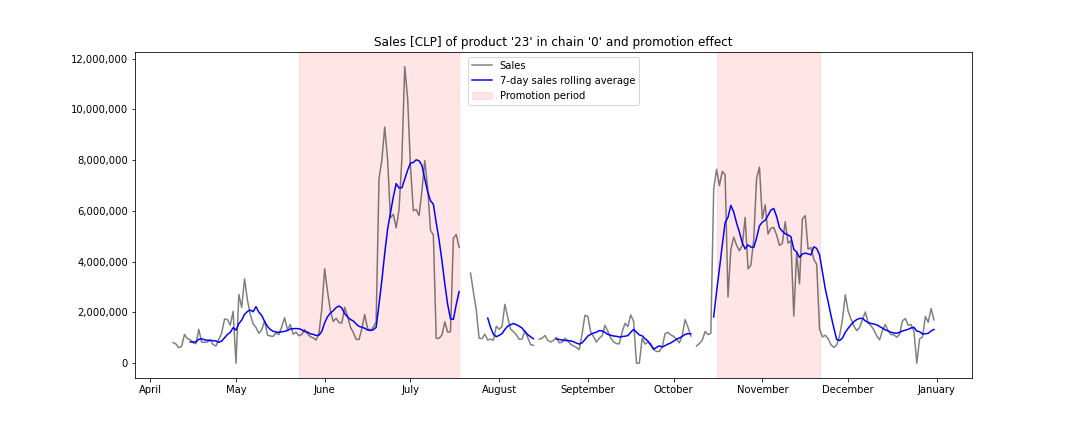 Sales [CLP] of product '23' in chain '0' and promotion effect
12,000,000
10,000,000
8,000,000
6,000,000
4,000,000
2,000,000
0
Sales
7-day sales rolling average
Promotion period
April May June July August September October November December January